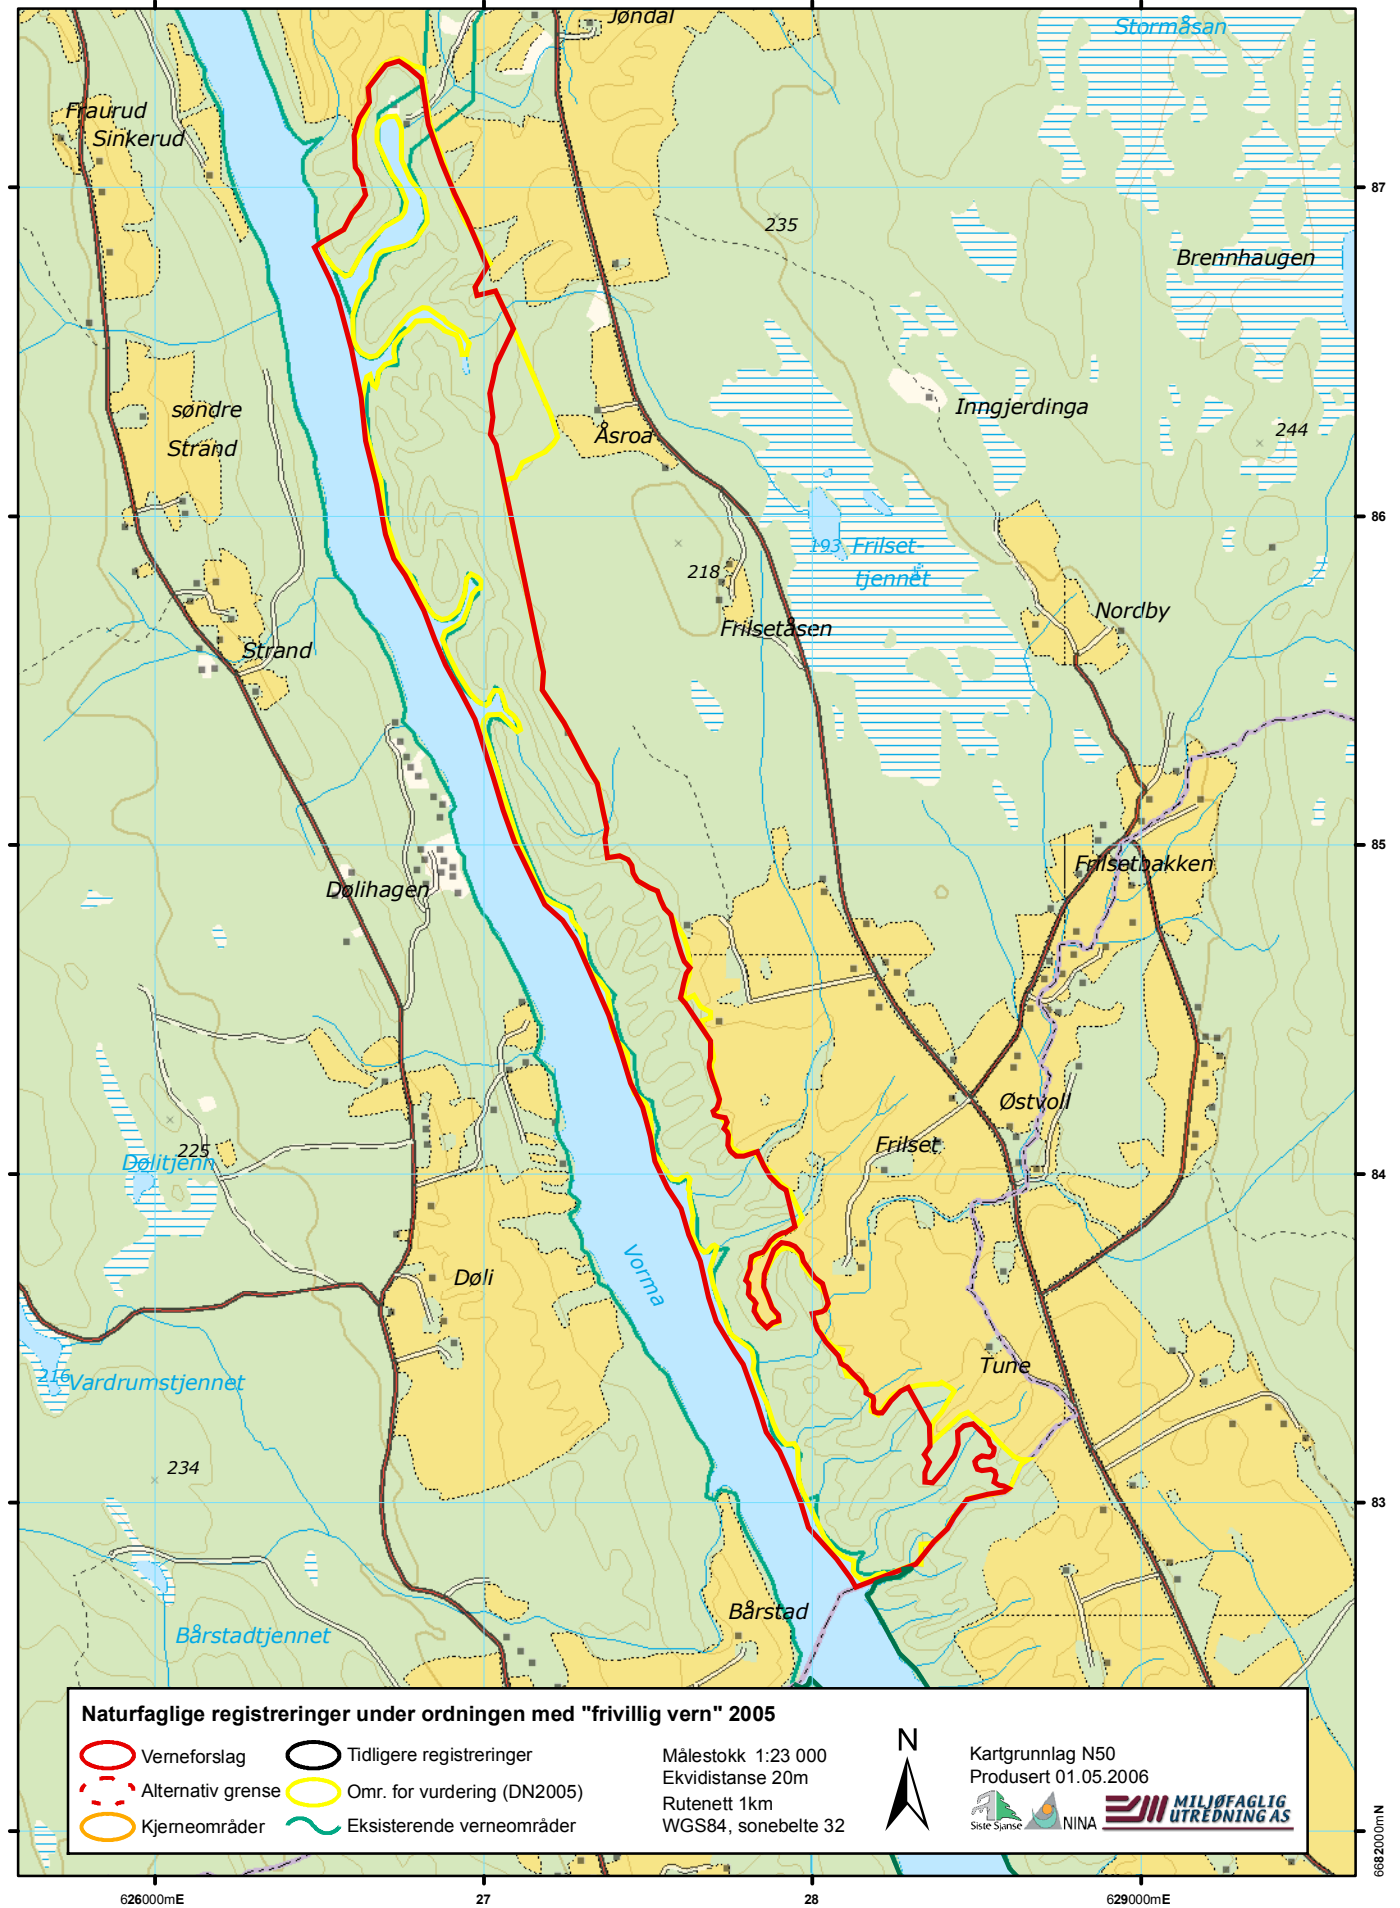 Jøndal
Stormåsan
Fraurud
Sinkerud
87
235
Brennhaugen
søndre
Strand
Inngjerdinga
244
Åsroa
86
193
Frilset-
tjennet
218
Nordby
Frilsetåsen
Strand
85
Frilsetbakken
Dølihagen
Østvoll
225
Dølitjenn
Frilset
84
Vorma
Døli
Tune
216
Vardrumstjennet
234
83
Bårstad
Bårstadtjennet
Naturfaglige registreringer under ordningen med "frivillig vern" 2005
Verneforslag
Tidligere registreringer
Alternativ grense
Omr. for vurdering (DN2005)
Kjerneområder
Eksisterende verneområder
Målestokk 1:23 000
Ekvidistanse 20m
Rutenett 1km
WGS84, sonebelte 32
N
Kartgrunnlag N50
Produsert 01.05.2006
Siste Sjanse
NINA
MILJØFAGLIG
UTREDNING AS
6682000mN
626000mE
27
28
629000mE